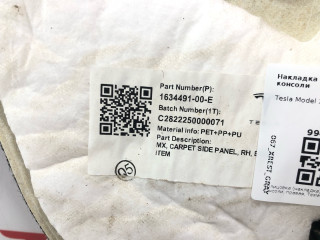 Part Number(P):
1634491-00-E
Batch Number(1T):
C2822250000071
Material info: PET+PP+PU
Part Description:
MX, CARPET SIDE PANEL, RH,
ITEM
Накладка
консоли
Tesla Model
067_XREST_GRAY